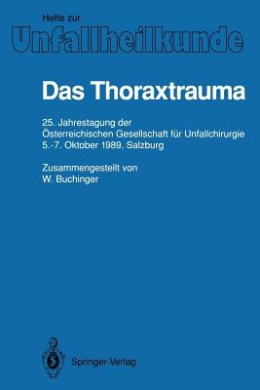 Hefte zur
Unfallheilkunde
Das Thoraxtrauma
25. Jahrestagung der
Österreichischen Gesellschaft für Unfallchirurgie
5.-7. Oktober 1989, Salzburg
Zusammengestellt von
W. Buchinger
Springer-Verlag